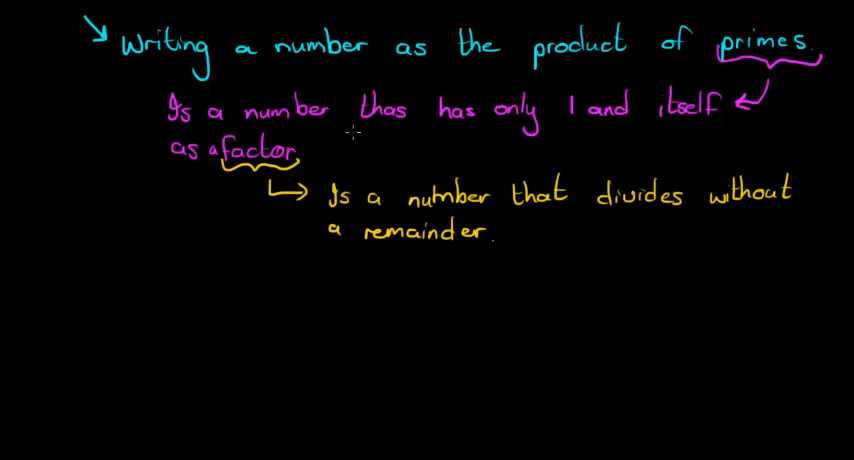 Writing a number as the product of primes.
Is a number thas has only 1 and itself
as a factor
Is a number that divides without
a remainder.